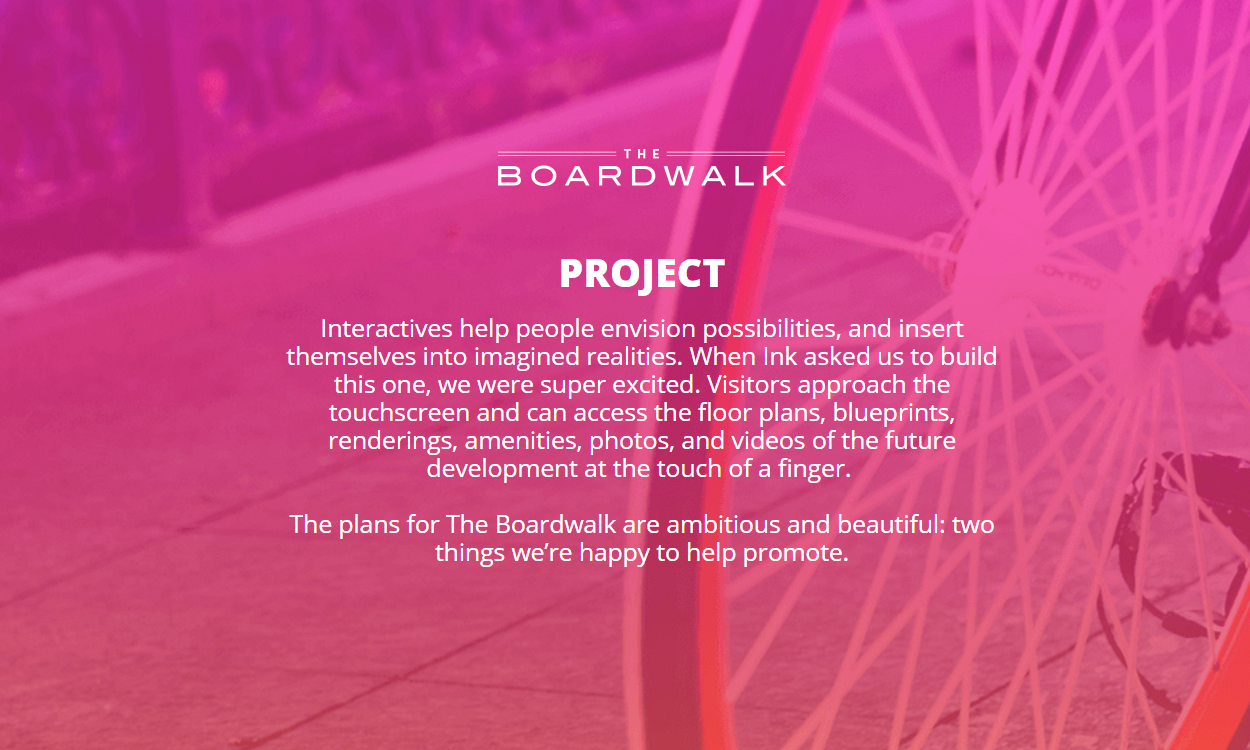 THE
BOARDWALK
PROJECT
Interactives help people envision possibilities, and insert
themselves into imagined realities. When Ink asked us to build
this one, we were super excited. Visitors approach the
touchscreen and can access the floor plans, blueprints,
renderings, amenities, photos, and videos of the future
development at the touch of a finger.
The plans for The Boardwalk are ambitious and beautiful: two
things we’re happy to help promote.